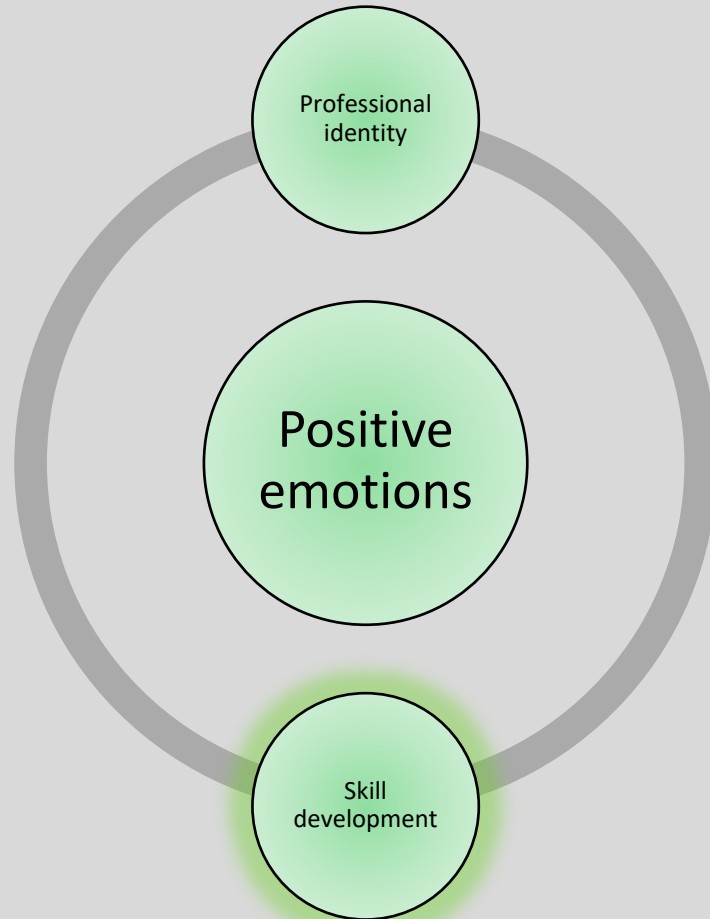 Professional
identity
Positive
emotions
Skill
development